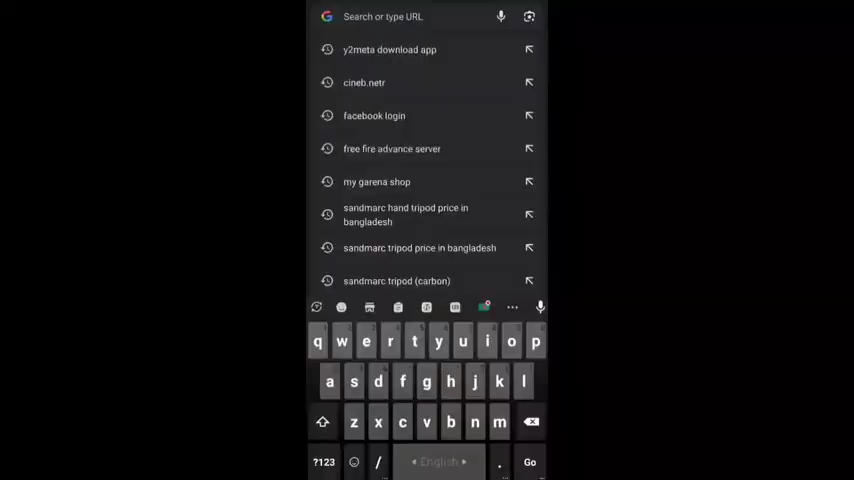 Search or type URL
y2meta download app
cineb.netr
facebook login
free fire advance server
my garena shop
sandmarc hand tripod price in
bangladesh
sandmarc tripod price in bangladesh
sandmarc tripod (carbon)
q w e r t y u i o p
a s d f g h j k l
z x c v b n m
?123 / English . Go